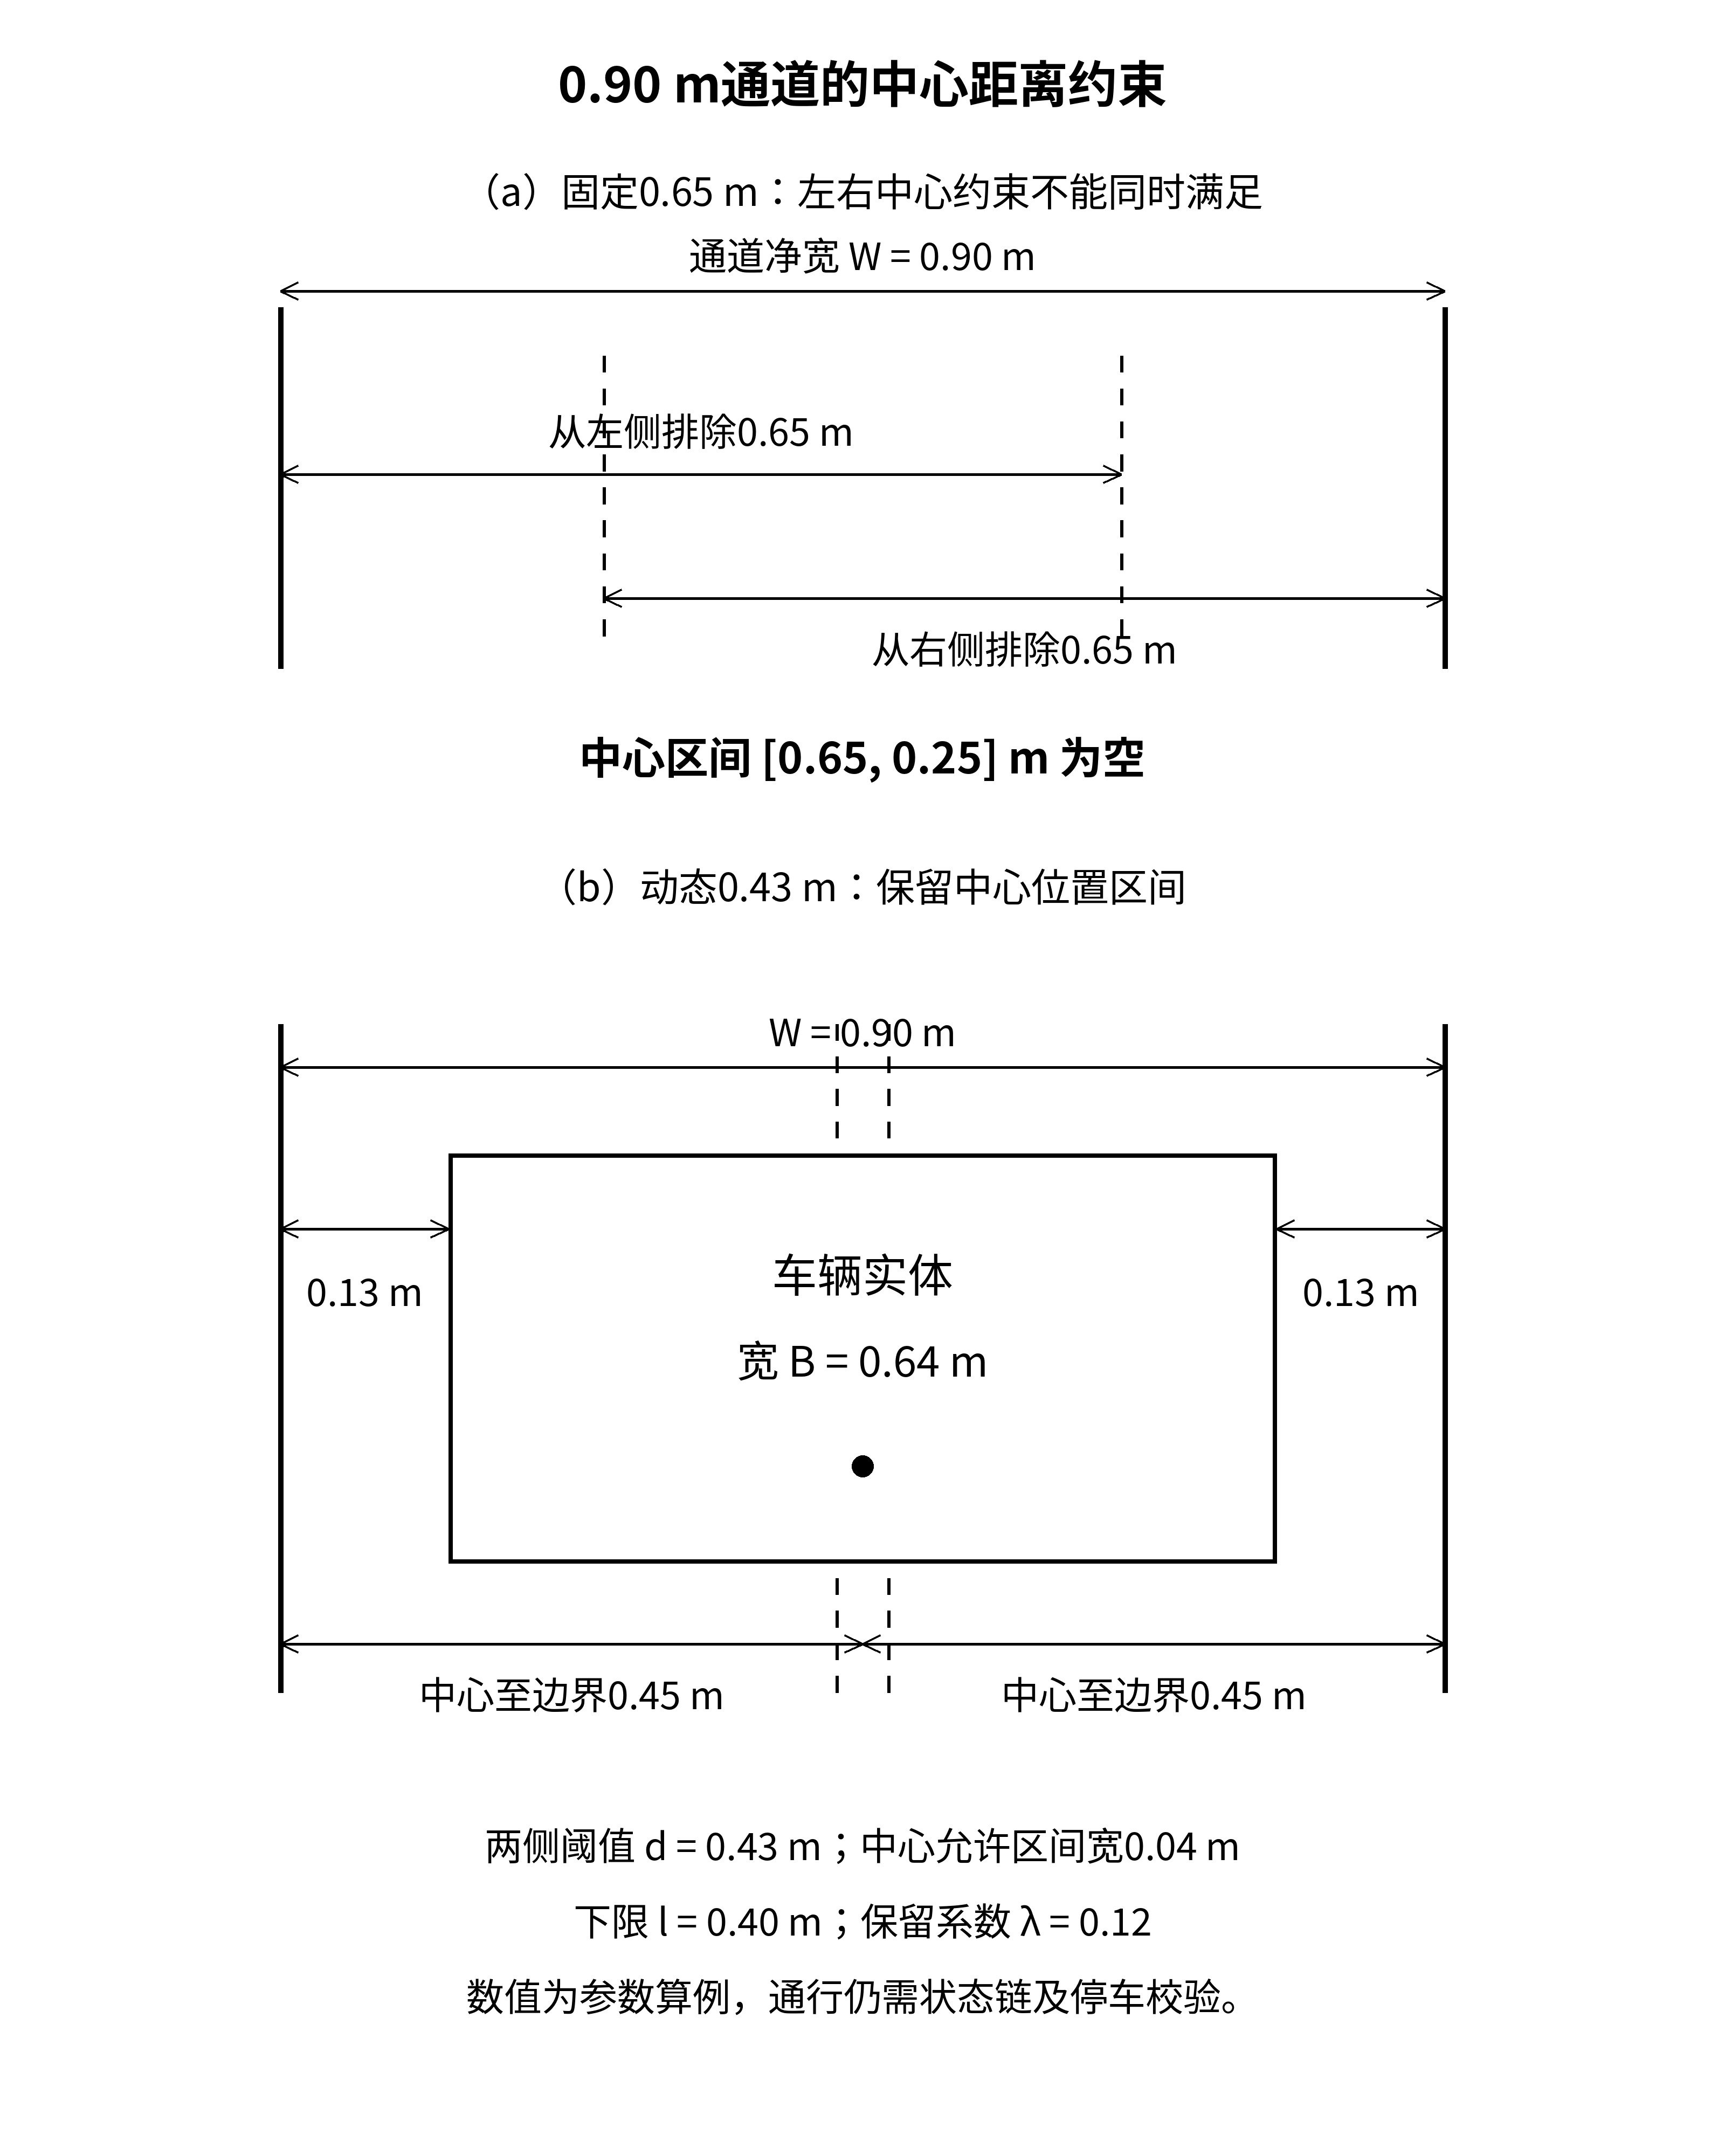 0.90 m通道的中心距离约束
（a）固定0.65 m：左右中心约束不能同时满足
通道净宽 W = 0.90 m
从左侧排除0.65 m
从右侧排除0.65 m
中心区间 [0.65, 0.25] m 为空
（b）动态0.43 m：保留中心位置区间
W = 0.90 m
0.13 m
车辆实体
0.13 m
宽 B = 0.64 m
中心至边界0.45 m
中心至边界0.45 m
两侧阈值 d = 0.43 m；中心允许区间宽0.04 m
下限 l = 0.40 m；保留系数 λ = 0.12
数值为参数算例，通行仍需状态链及停车校验。